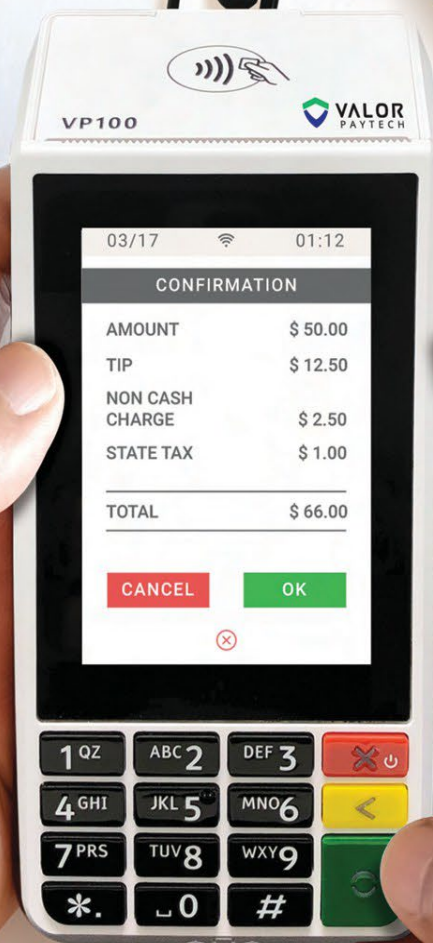 VP100
VALOR
PAYTECH
03/17 01:12
CONFIRMATION
AMOUNT $ 50.00
TIP $ 12.50
NON CASH
CHARGE $ 2.50
STATE TAX $ 1.00
TOTAL $ 66.00
CANCEL OK
1 QZ ABC 2 DEF 3
4 GHI JKL 5 MNO 6 <
7 PRS TUV 8 WXY 9
*. ⎵ 0 #